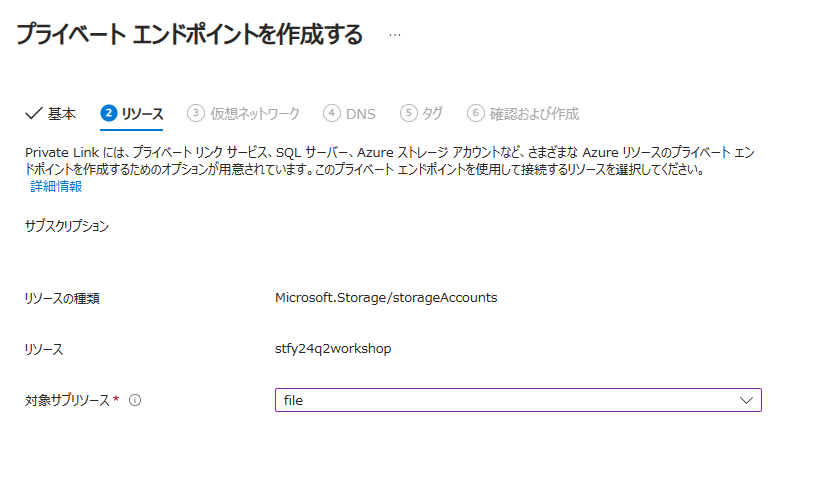 プライベート エンドポイントを作成する …
基本 2 リソース 3 仮想ネットワーク 4 DNS 5 タグ 6 確認および作成
Private Link には、プライベート リンク サービス、SQL サーバー、Azure ストレージ アカウントなど、さまざまな Azure リソースのプライベート エン
ドポイントを作成するためのオプションが用意されています。このプライベート エンドポイントを使用して接続するリソースを選択してください。
詳細情報
サブスクリプション
リソースの種類 Microsoft.Storage/storageAccounts
リソース stfy24q2workshop
対象サブリソース * file